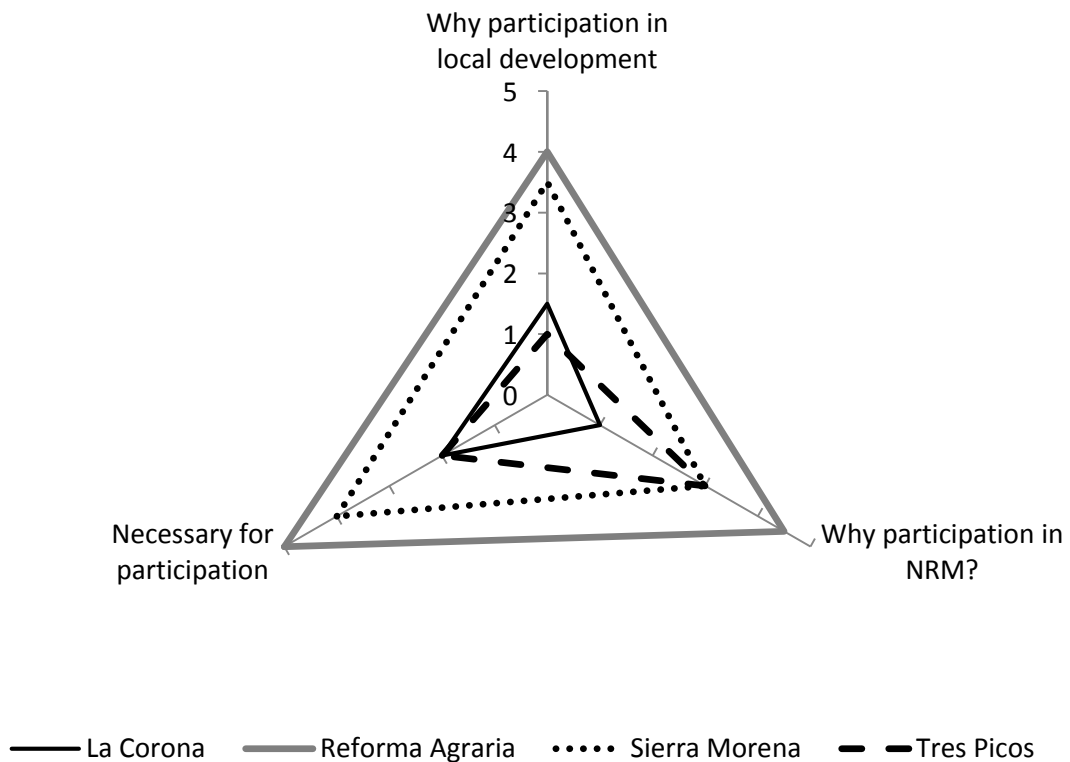 Why participation in
local development
5
4
3
2
1
0
Necessary for
participation
Why participation in
NRM?
La Corona
Reforma Agraria
Sierra Morena
Tres Picos